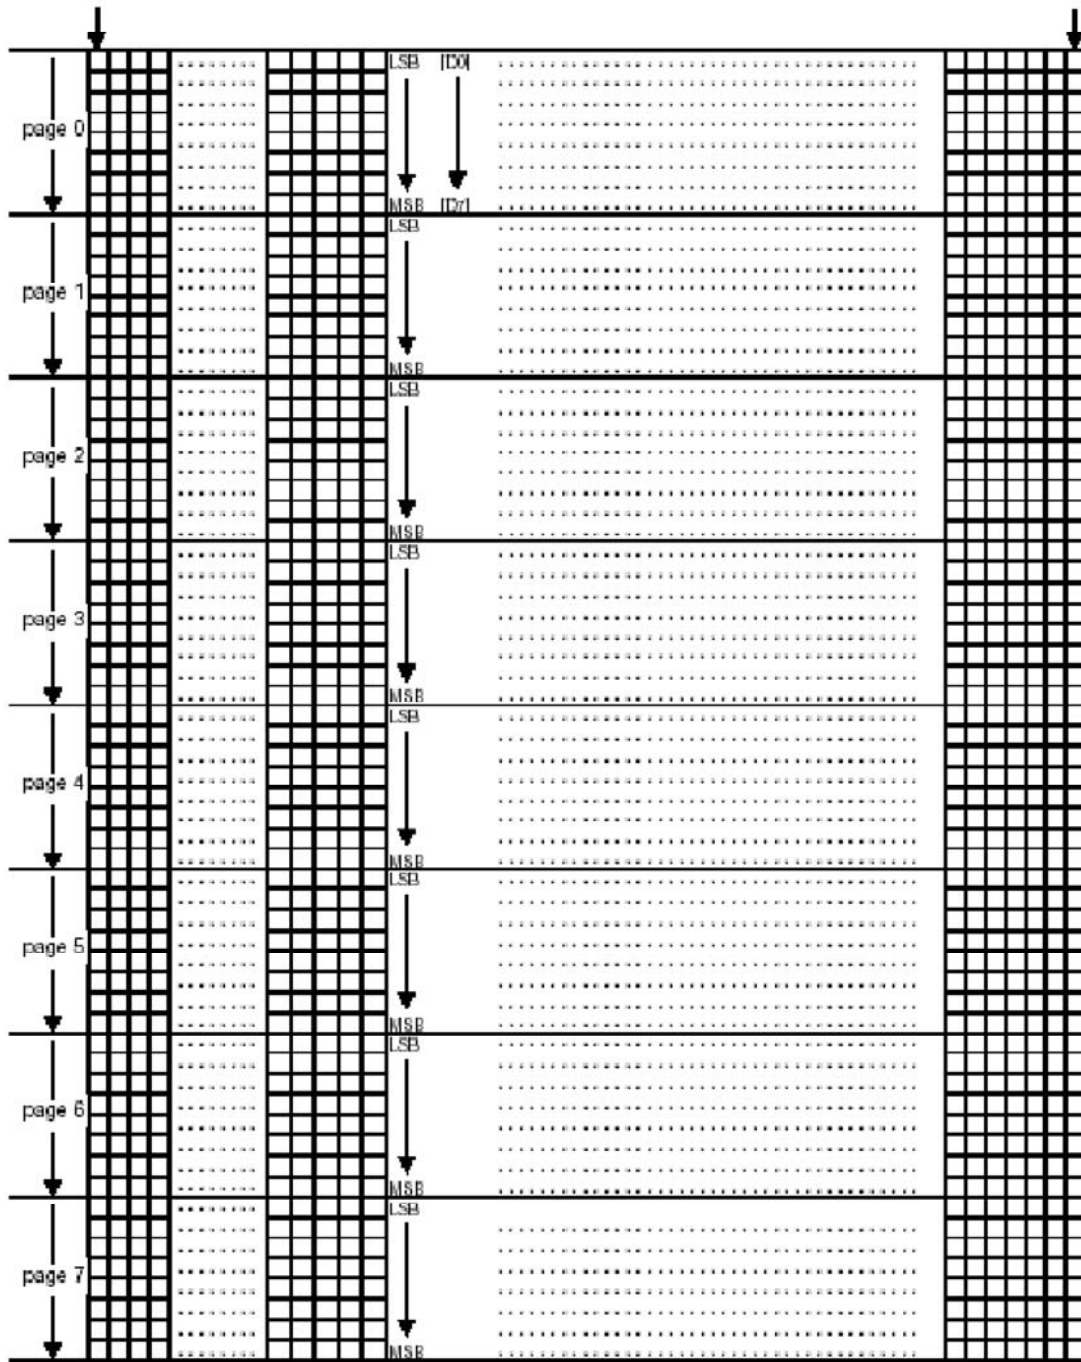 LSB [D0]
page 0
MSB [D7]
LSB
page 1
MSB
LSB
page 2
MSB
LSB
page 3
MSB
LSB
page 4
MSB
LSB
page 5
MSB
LSB
page 6
MSB
LSB
page 7
MSB